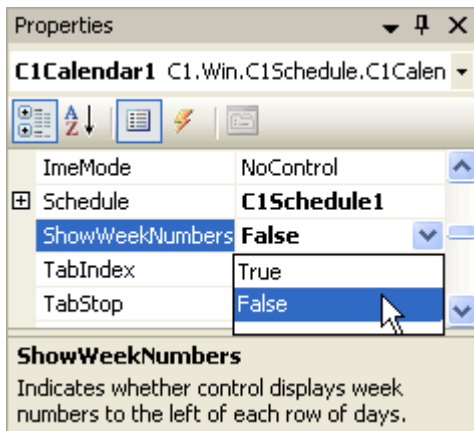 Properties
C1Calendar1 C1.Win.C1Schedule.C1Calen
ImeMode NoControl
Schedule C1Schedule1
ShowWeekNumbers False
TabIndex True
TabStop False
ShowWeekNumbers
Indicates whether control displays week
numbers to the left of each row of days.